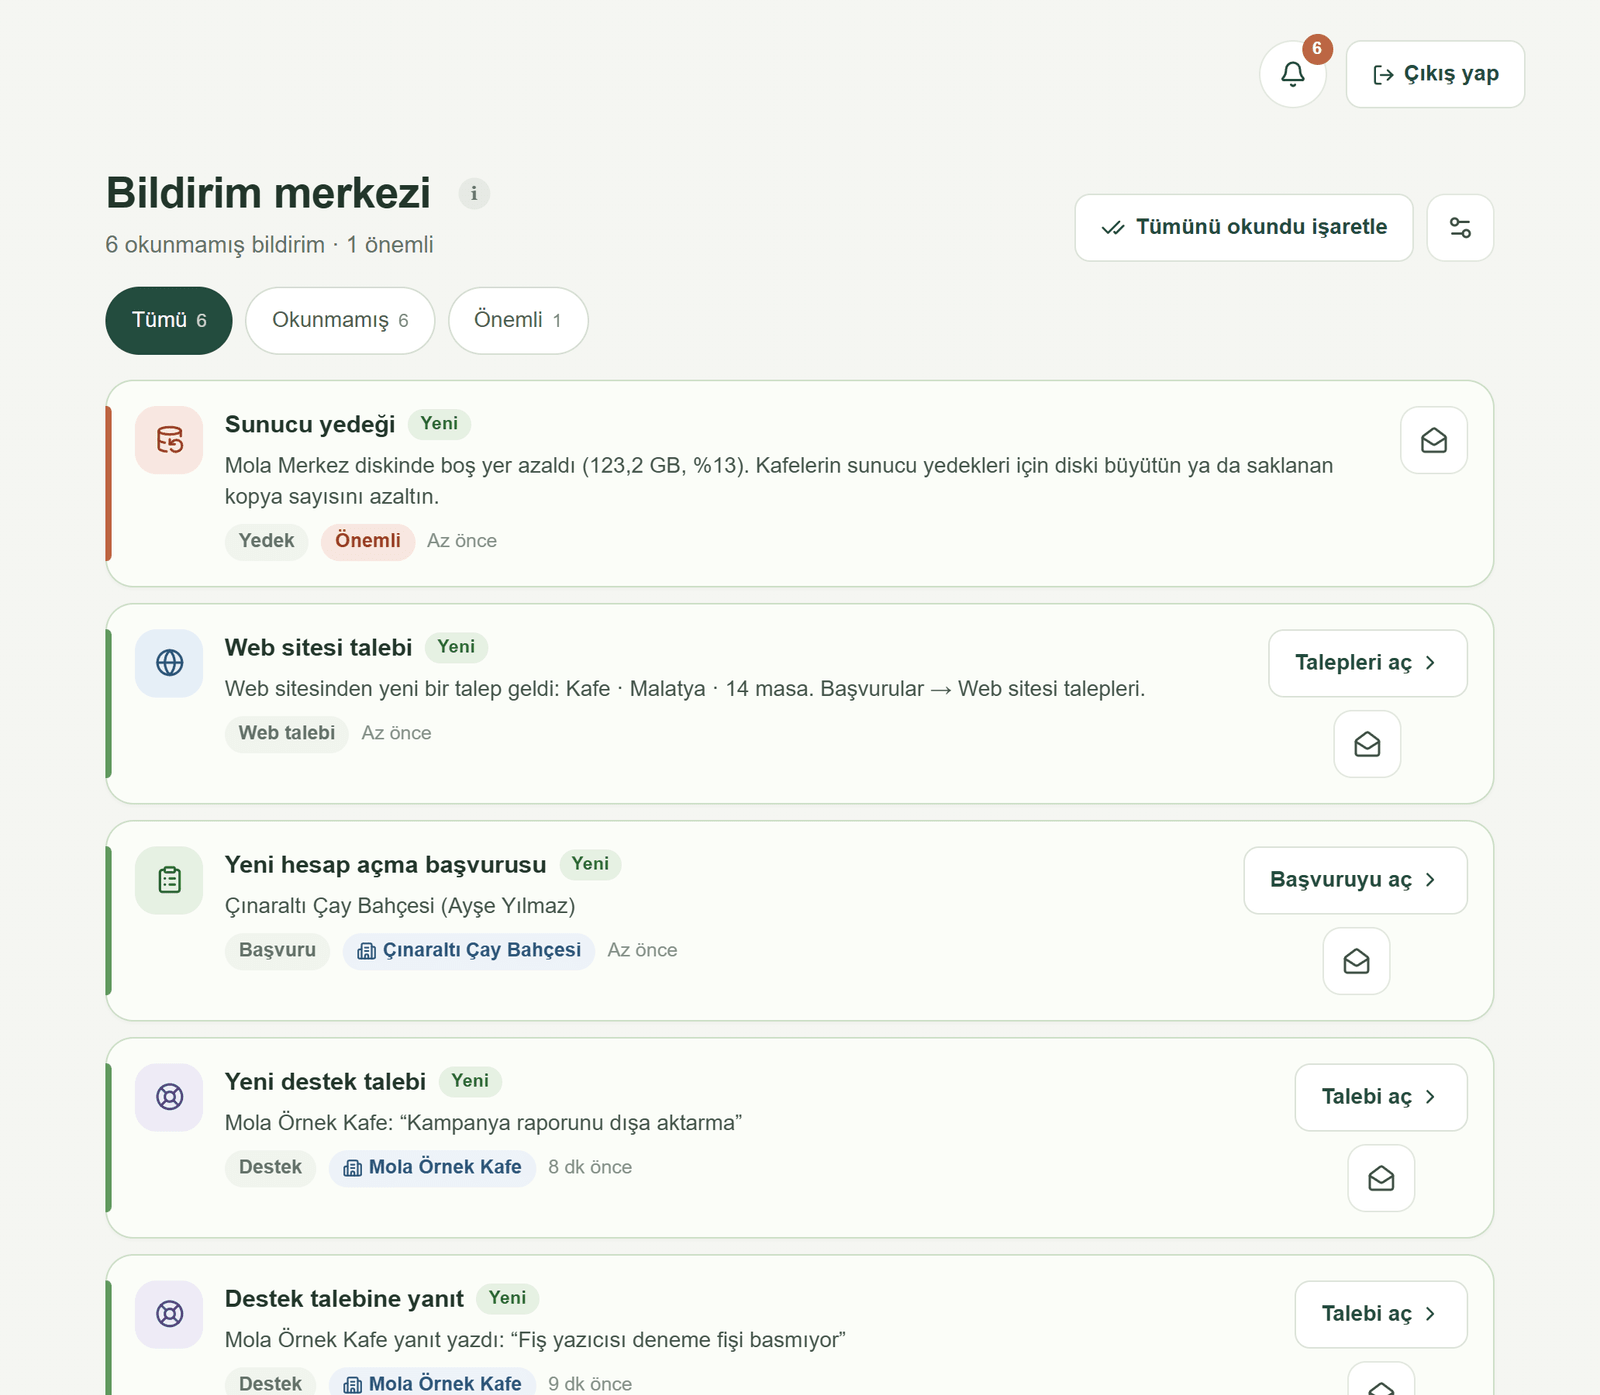 6
Çıkış yap
Bildirim merkezi i
6 okunmamış bildirim · 1 önemli
Tümünü okundu işaretle
Tümü 6
Okunmamış 6
Önemli 1
Sunucu yedeği Yeni
Mola Merkez diskinde boş yer azaldı (123,2 GB, %13). Kafelerin sunucu yedekleri için diski büyütün ya da saklanan
kopya sayısını azaltın.
Yedek Önemli Az önce
Web sitesi talebi Yeni
Web sitesinden yeni bir talep geldi: Kafe · Malatya · 14 masa. Başvurular → Web sitesi talepleri.
Web talebi Az önce
Talepleri aç
Yeni hesap açma başvurusu Yeni
Çınaraltı Çay Bahçesi (Ayşe Yılmaz)
Başvuru Çınaraltı Çay Bahçesi Az önce
Başvuruyu aç
Yeni destek talebi Yeni
Mola Örnek Kafe: “Kampanya raporunu dışa aktarma”
Destek Mola Örnek Kafe 8 dk önce
Talebi aç
Destek talebine yanıt Yeni
Mola Örnek Kafe yanıt yazdı: “Fiş yazıcısı deneme fişi basmıyor”
Destek Mola Örnek Kafe 9 dk önce
Talebi aç